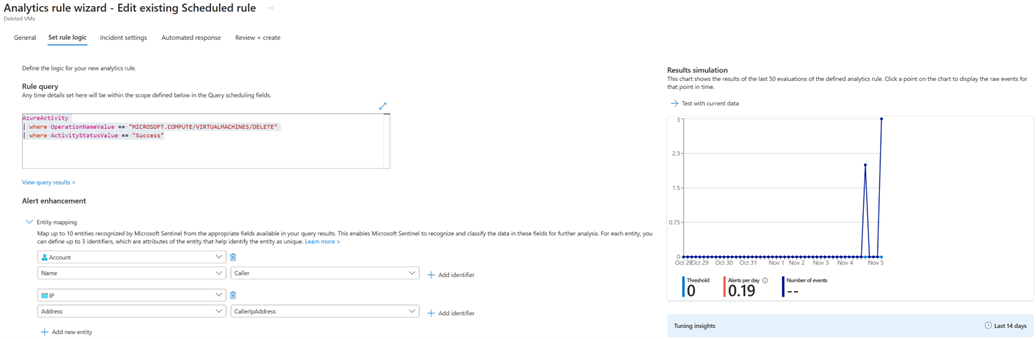 Analytics rule wizard - Edit existing Scheduled rule ...
Deleted VMs
General Set rule logic Incident settings Automated response Review + create
Define the logic for your new analytics rule.
Rule query
Any time details set here will be within the scope defined below in the Query scheduling fields.
AzureActivity
| where OperationNameValue == "MICROSOFT.COMPUTE/VIRTUALMACHINES/DELETE"
| where ActivityStatusValue == "Success"
View query results >
Alert enhancement
Entity mapping
Map up to 10 entities recognized by Microsoft Sentinel from the appropriate fields available in your query results. This enables Microsoft Sentinel to recognize and classify the data in these fields for further analysis. For each entity, you
can define up to 3 identifiers, which are attributes of the entity that help identify the entity as unique. Learn more >
Account
Name Caller + Add identifier
IP
Address CallerIpAddress + Add identifier
+ Add new entity
Results simulation
This chart shows the results of the last 50 evaluations of the defined analytics rule. Click a point on the chart to display the raw events for
that point in time.
Test with current data
3
2.3
1.5
0.75
0
Oct 28 Oct 29 Oct 30 Oct 31 Nov 1 Nov 2 Nov 3 Nov 4 Nov 5
Threshold
0
Alerts per day
0.19
Number of events
--
Tuning insights Last 14 days